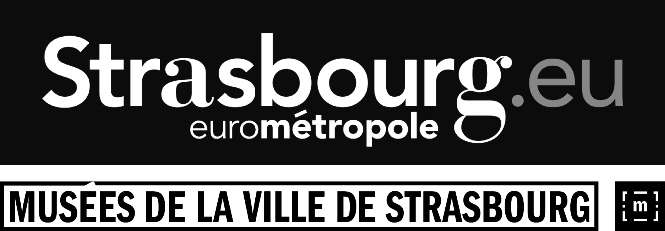 Strasbourg.eu
eurométropole
MUSÉES DE LA VILLE DE STRASBOURG
[m]